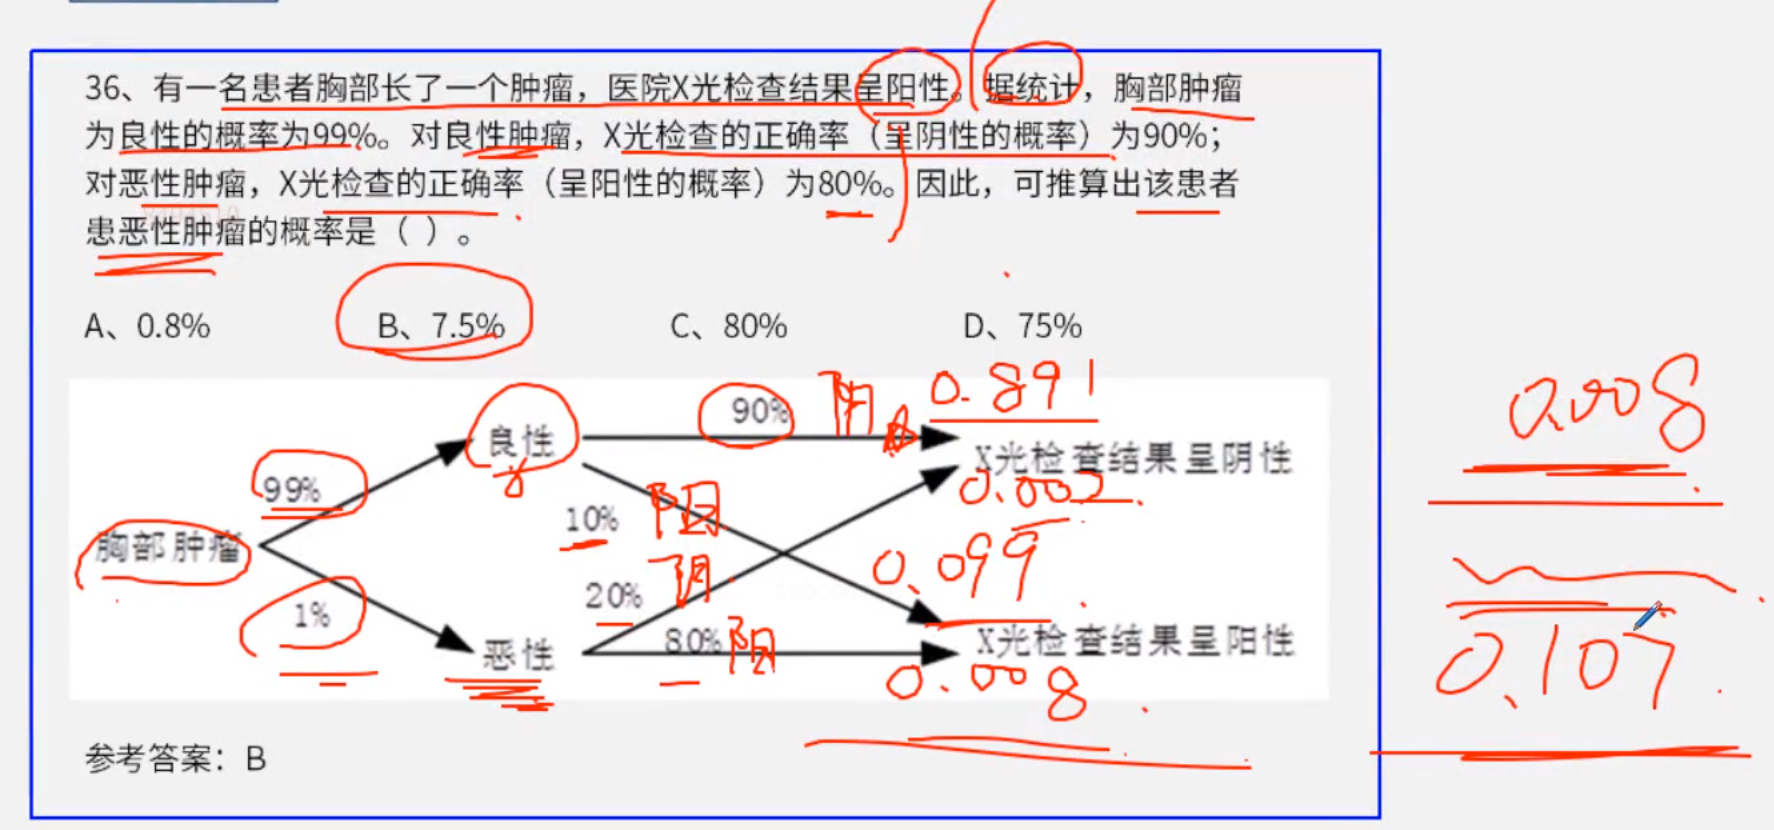 36、有一名患者胸部长了一个肿瘤，医院X光检查结果呈阳性。据统计，胸部肿瘤
为良性的概率为99%。对良性肿瘤，X光检查的正确率（呈阴性的概率）为90%；
对恶性肿瘤，X光检查的正确率（呈阳性的概率）为80%。因此，可推算出该患者
患恶性肿瘤的概率是（ ）。
A、0.8% B、7.5% C、80% D、75%
0.891
90% 阴
良性
X光检查结果呈阴性
0.008
99%
0.002
10% 阳
胸部肿瘤
0.099
20% 阴
1%
80% 阳
恶性
X光检查结果呈阳性
0.107
0.008
参考答案：B